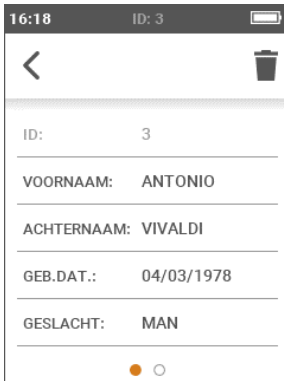 16:18 ID: 3
ID: 3
VOORNAAM: ANTONIO
ACHTERNAAM: VIVALDI
GEB.DAT.: 04/03/1978
GESLACHT: MAN